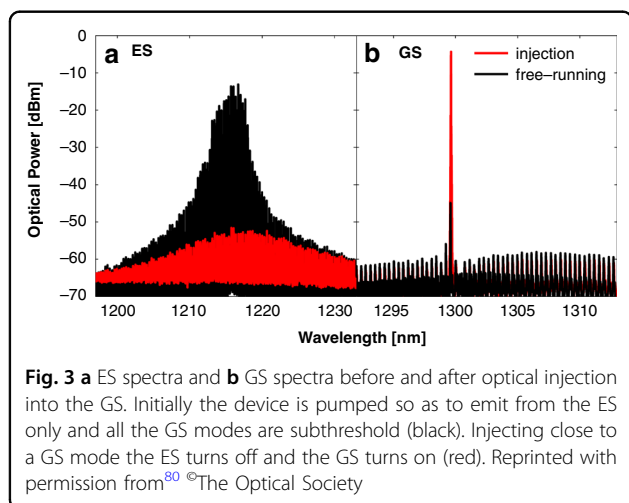 a ES
b GS
injection
free–running
Optical Power [dBm]
0
–10
–20
–30
–40
–50
–60
–70
1200
1210
1220
1230
1295
1300
1305
1310
Wavelength [nm]
Fig. 3 a ES spectra and b GS spectra before and after optical injection
into the GS. Initially the device is pumped so as to emit from the ES
only and all the GS modes are subthreshold (black). Injecting close to
a GS mode the ES turns off and the GS turns on (red). Reprinted with
permission from80 ©The Optical Society